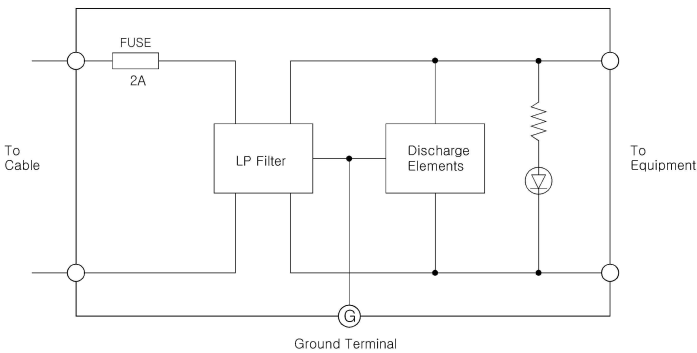 FUSE
2A
To
Cable
LP Filter
Discharge
Elements
To
Equipment
G
Ground Terminal